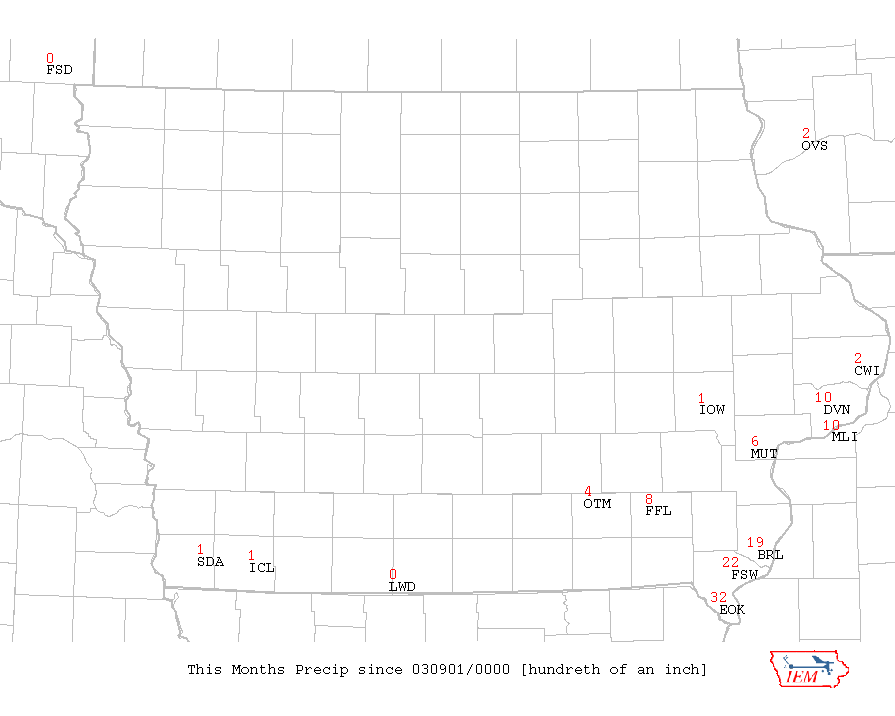 0
FSD
2
OVS
2
CWI
1
IOW
10
DVN
10
MLI
6
MUT
4
OTM
8
FFL
19
BRL
1
SDA
1
ICL
22
FSW
0
LWD
32
EOK
This Months Precip since 030901/0000 [hundreth of an inch]
IEM